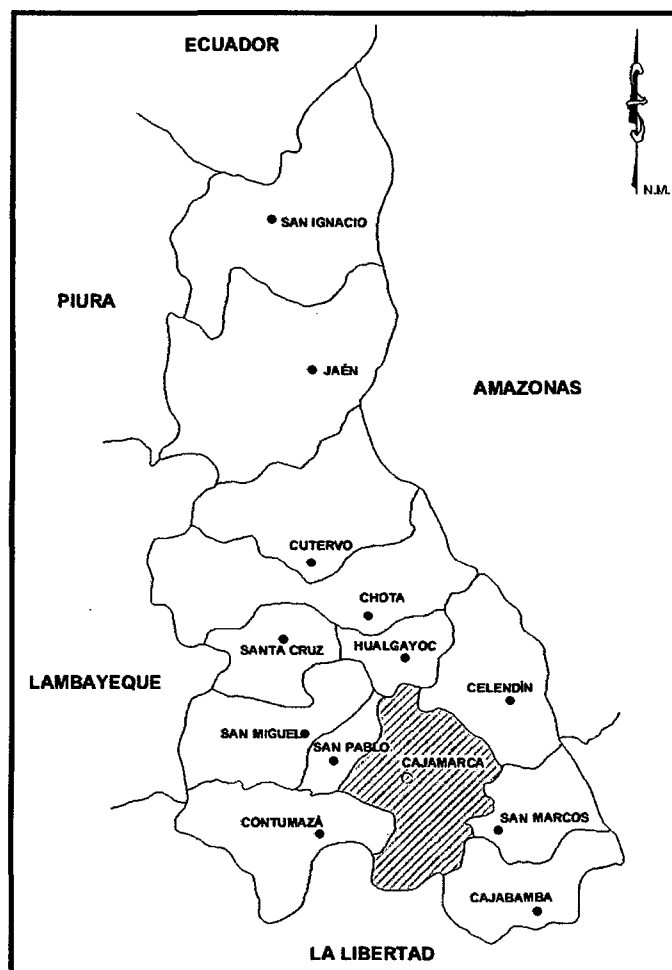 ECUADOR
N.M.
SAN IGNACIO
PIURA
JAÉN
AMAZONAS
CUTERVO
CHOTA
SANTA CRUZ
HUALGAYOC
LAMBAYEQUE
CELENDÍN
SAN MIGUEL
SAN PABLO
CAJAMARCA
CONTUMAZÁ
SAN MARCOS
CAJABAMBA
LA LIBERTAD